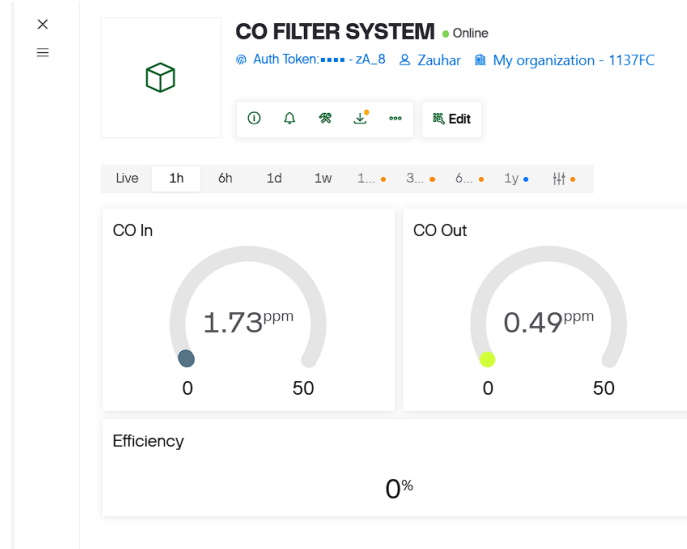 CO FILTER SYSTEM Online
Auth Token:▪▪▪▪ - zA_8 Zauhar My organization - 1137FC
Edit
Live 1h 6h 1d 1w 1... 3... 6... 1y
CO In CO Out
1.73ppm 0.49ppm
0 50 0 50
Efficiency
0%